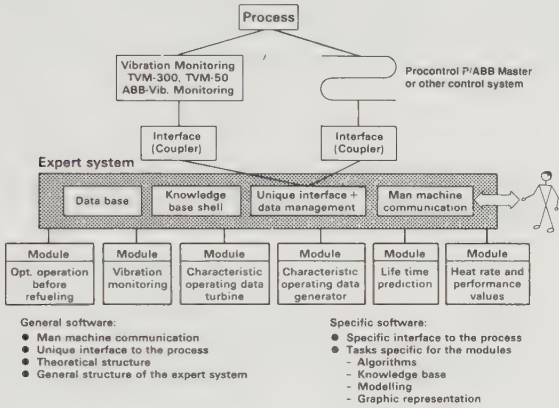 Process
Vibration Monitoring
TVM-300, TVM-50
ABB-Vib. Monitoring
Procontrol P/ABB Master
or other control system
Interface
(Coupler)
Interface
(Coupler)
Expert system
Data base
Knowledge
base shell
Unique interface +
data management
Man machine
communication
Module
Opt. operation
before
refueling
Module
Vibration
monitoring
Module
Characteristic
operating data
turbine
Module
Characteristic
operating data
generator
Module
Life time
prediction
Module
Heat rate and
performance
values
General software:
● Man machine communication
● Unique interface to the process
● Theoretical structure
● General structure of the expert system
Specific software:
● Specific interface to the process
● Tasks specific for the modules
- Algorithms
- Knowledge base
- Modelling
- Graphic representation